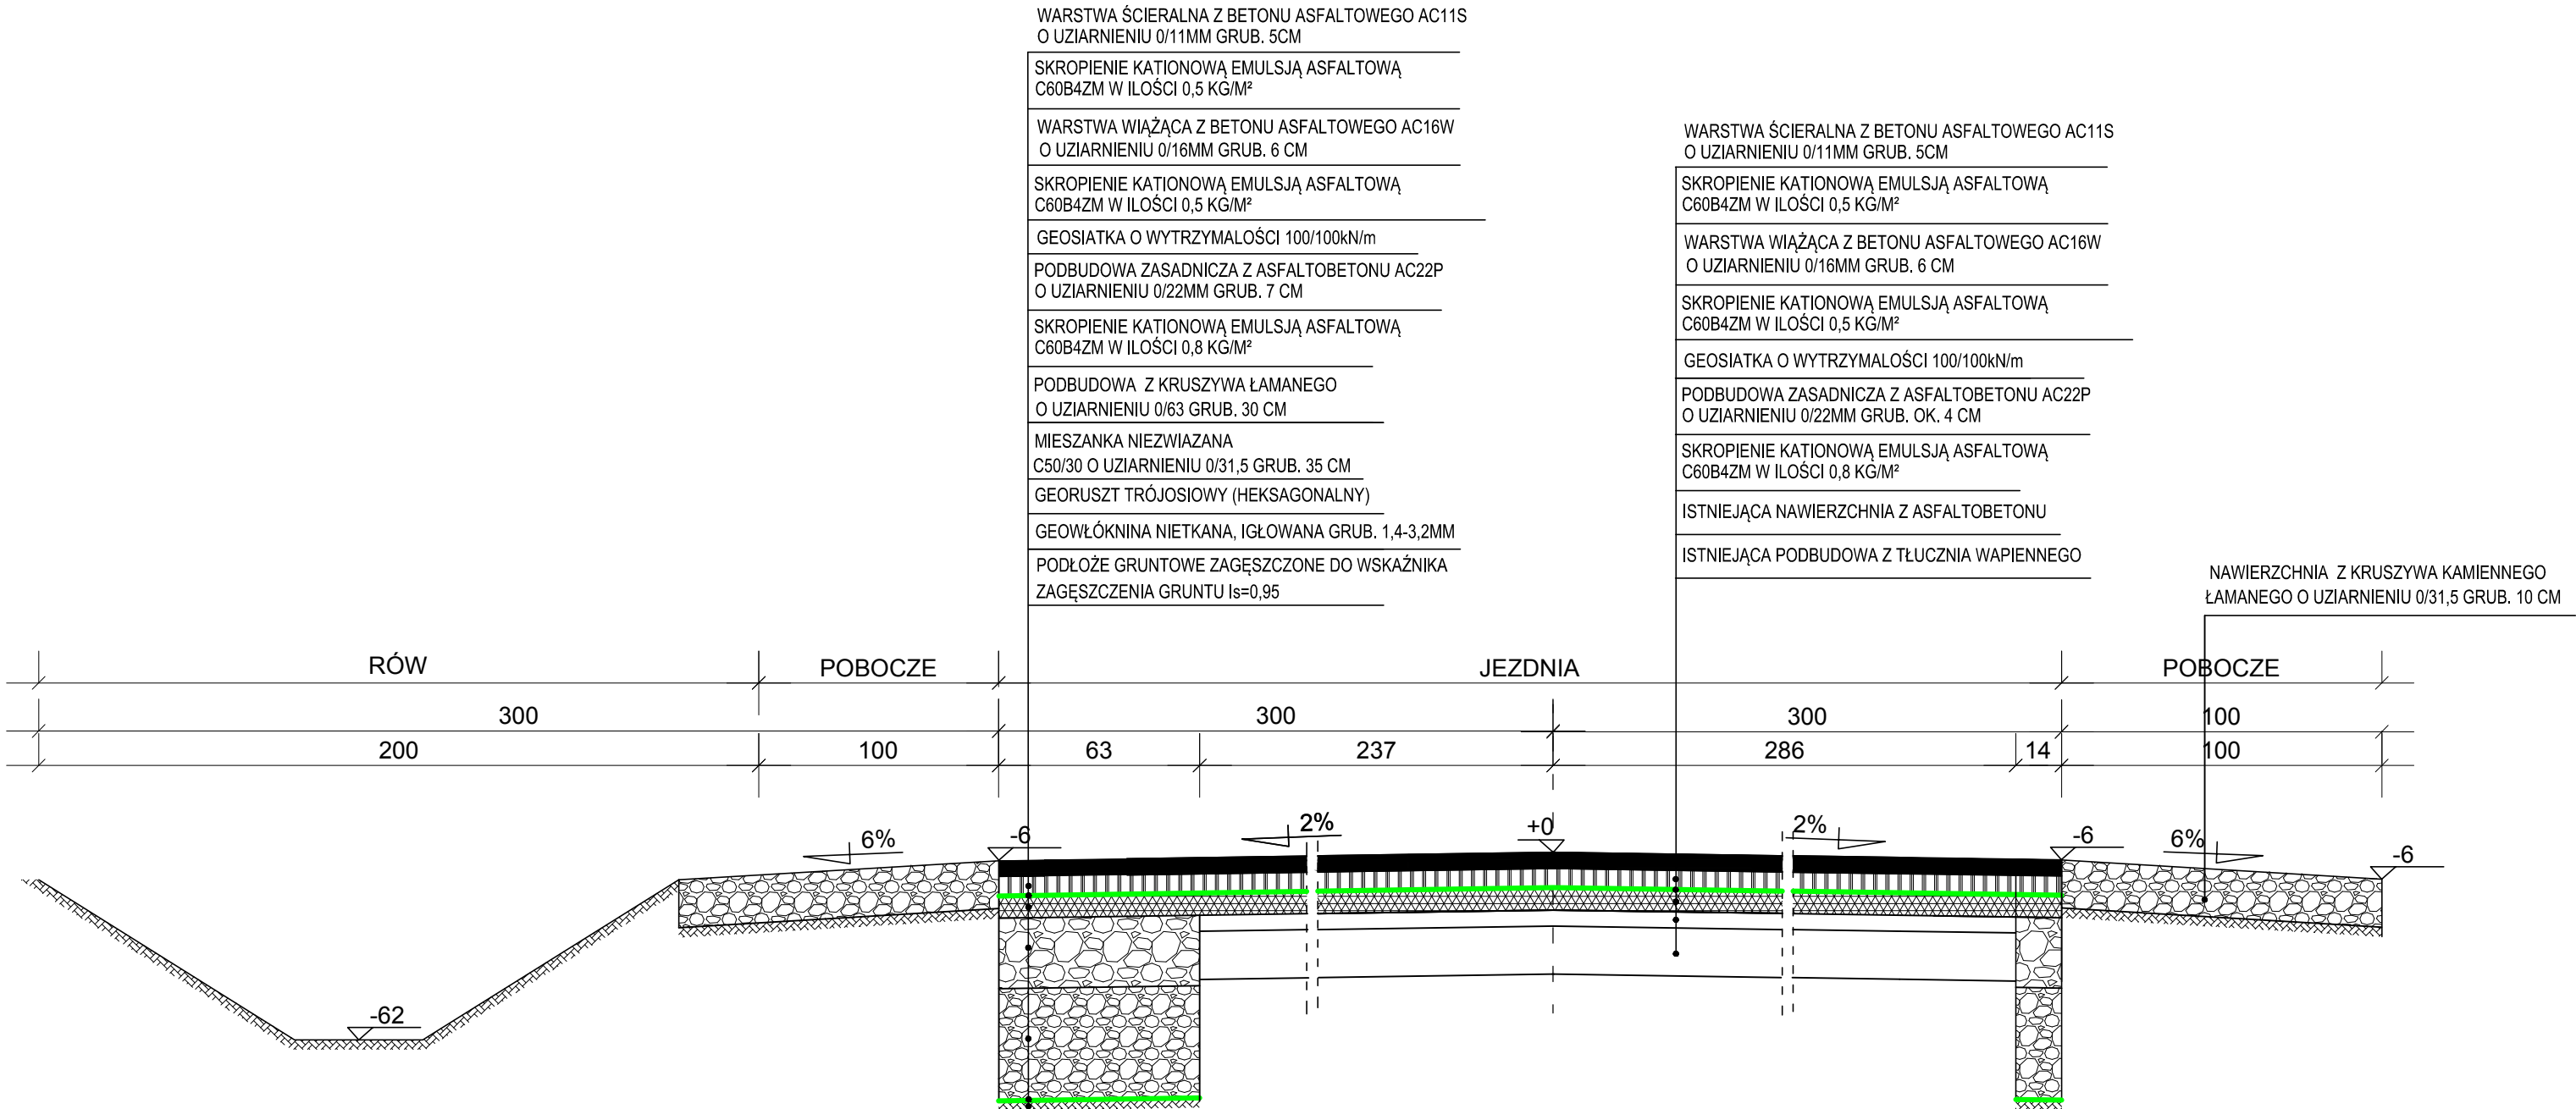 WARSTWA ŚCIERALNA Z BETONU ASFALTOWEGO AC11S
O UZIARNIENIU 0/11MM GRUB. 5CM
SKROPIENIE KATIONOWĄ EMULSJĄ ASFALTOWĄ
C60B4ZM W ILOŚCI 0,5 KG/M²
WARSTWA WIĄŻĄCA Z BETONU ASFALTOWEGO AC16W
O UZIARNIENIU 0/16MM GRUB. 6 CM
SKROPIENIE KATIONOWĄ EMULSJĄ ASFALTOWĄ
C60B4ZM W ILOŚCI 0,5 KG/M²
GEOSIATKA O WYTRZYMALOŚCI 100/100kN/m
PODBUDOWA ZASADNICZA Z ASFALTOBETONU AC22P
O UZIARNIENIU 0/22MM GRUB. 7 CM
SKROPIENIE KATIONOWĄ EMULSJĄ ASFALTOWĄ
C60B4ZM W ILOŚCI 0,8 KG/M²
PODBUDOWA Z KRUSZYWA ŁAMANEGO
O UZIARNIENIU 0/63 GRUB. 30 CM
MIESZANKA NIEZWIAZANA
C50/30 O UZIARNIENIU 0/31,5 GRUB. 35 CM
GEORUSZT TRÓJOSIOWY (HEKSAGONALNY)
GEOWŁÓKNINA NIETKANA, IGŁOWANA GRUB. 1,4-3,2MM
PODŁOŻE GRUNTOWE ZAGĘSZCZONE DO WSKAŹNIKA
ZAGĘSZCZENIA GRUNTU Is=0,95
WARSTWA ŚCIERALNA Z BETONU ASFALTOWEGO AC11S
O UZIARNIENIU 0/11MM GRUB. 5CM
SKROPIENIE KATIONOWĄ EMULSJĄ ASFALTOWĄ
C60B4ZM W ILOŚCI 0,5 KG/M²
WARSTWA WIĄŻĄCA Z BETONU ASFALTOWEGO AC16W
O UZIARNIENIU 0/16MM GRUB. 6 CM
SKROPIENIE KATIONOWĄ EMULSJĄ ASFALTOWĄ
C60B4ZM W ILOŚCI 0,5 KG/M²
GEOSIATKA O WYTRZYMALOŚCI 100/100kN/m
PODBUDOWA ZASADNICZA Z ASFALTOBETONU AC22P
O UZIARNIENIU 0/22MM GRUB. OK. 4 CM
SKROPIENIE KATIONOWĄ EMULSJĄ ASFALTOWĄ
C60B4ZM W ILOŚCI 0,8 KG/M²
ISTNIEJĄCA NAWIERZCHNIA Z ASFALTOBETONU
ISTNIEJĄCA PODBUDOWA Z TŁUCZNIA WAPIENNEGO
NAWIERZCHNIA Z KRUSZYWA KAMIENNEGO
ŁAMANEGO O UZIARNIENIU 0/31,5 GRUB. 10 CM
RÓW POBOCZE JEZDNIA POBOCZE
300 300 300 100
200 100 63 237 286 14 100
6% -6 2% +0 2% -6 6% -6
-62